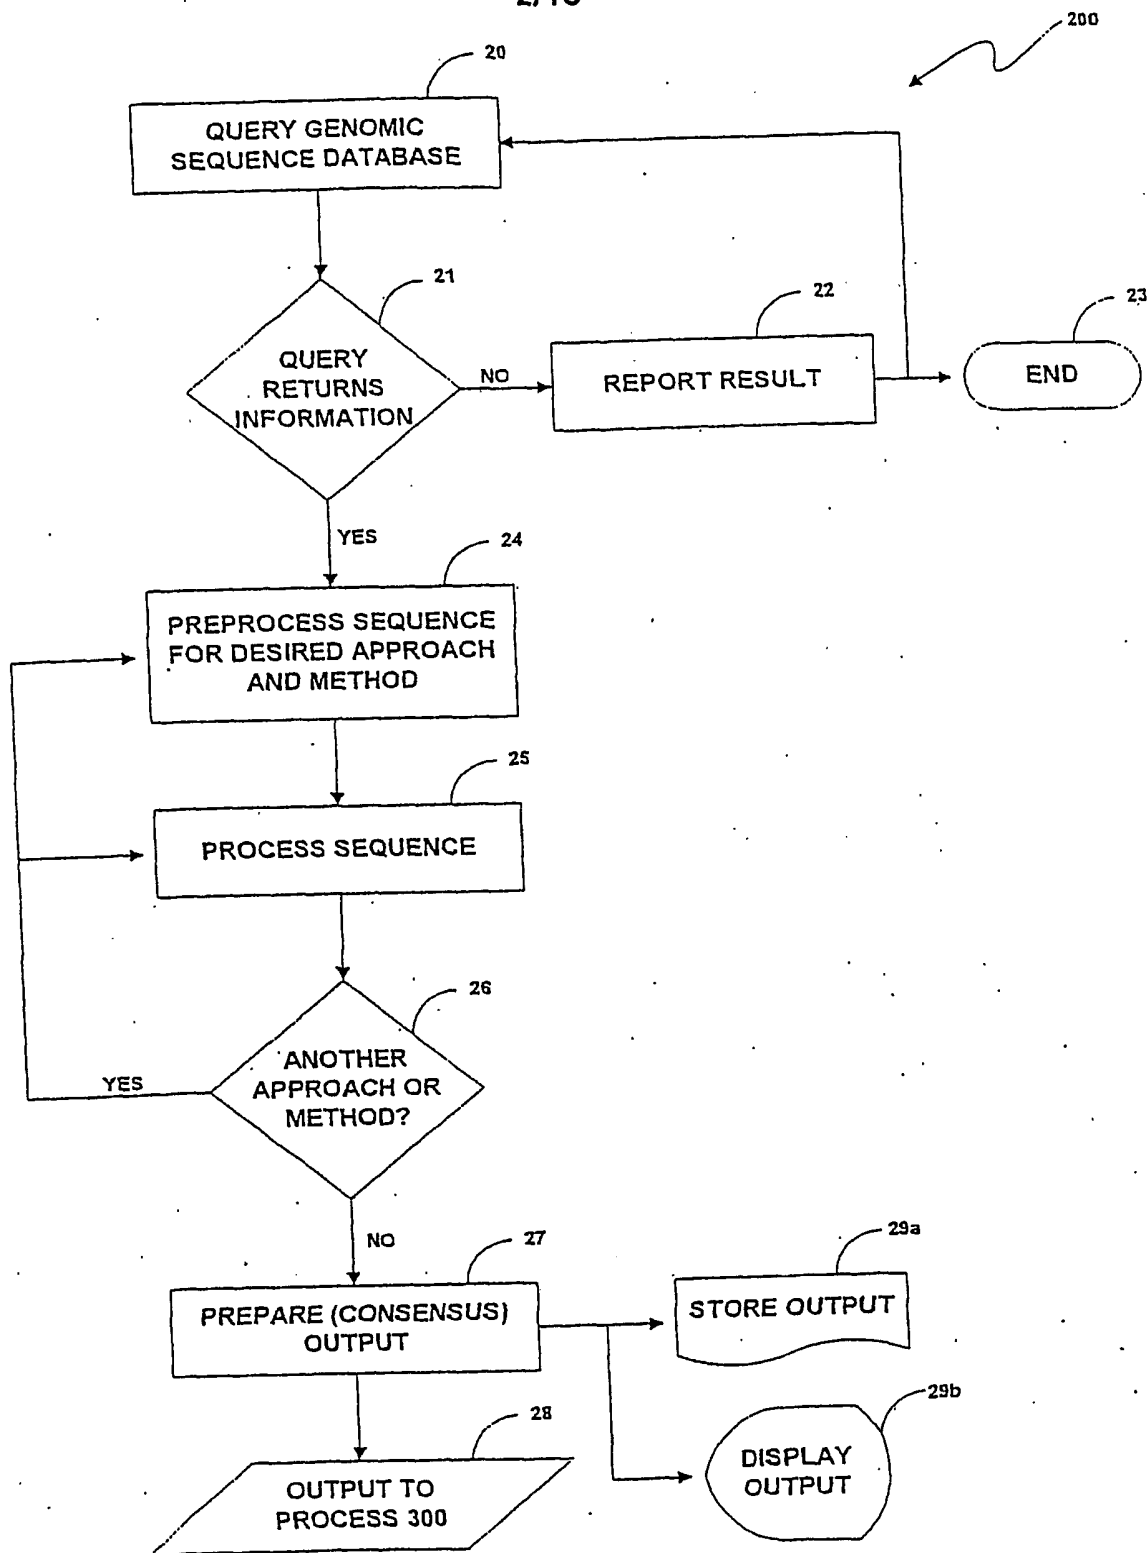 200
20
QUERY GENOMIC
SEQUENCE DATABASE
21
QUERY
RETURNS
INFORMATION
NO
22
REPORT RESULT
23
END
YES
24
PREPROCESS SEQUENCE
FOR DESIRED APPROACH
AND METHOD
25
PROCESS SEQUENCE
26
ANOTHER
APPROACH OR
METHOD?
YES
NO
27
PREPARE (CONSENSUS)
OUTPUT
29a
STORE OUTPUT
29b
DISPLAY
OUTPUT
28
OUTPUT TO
PROCESS 300